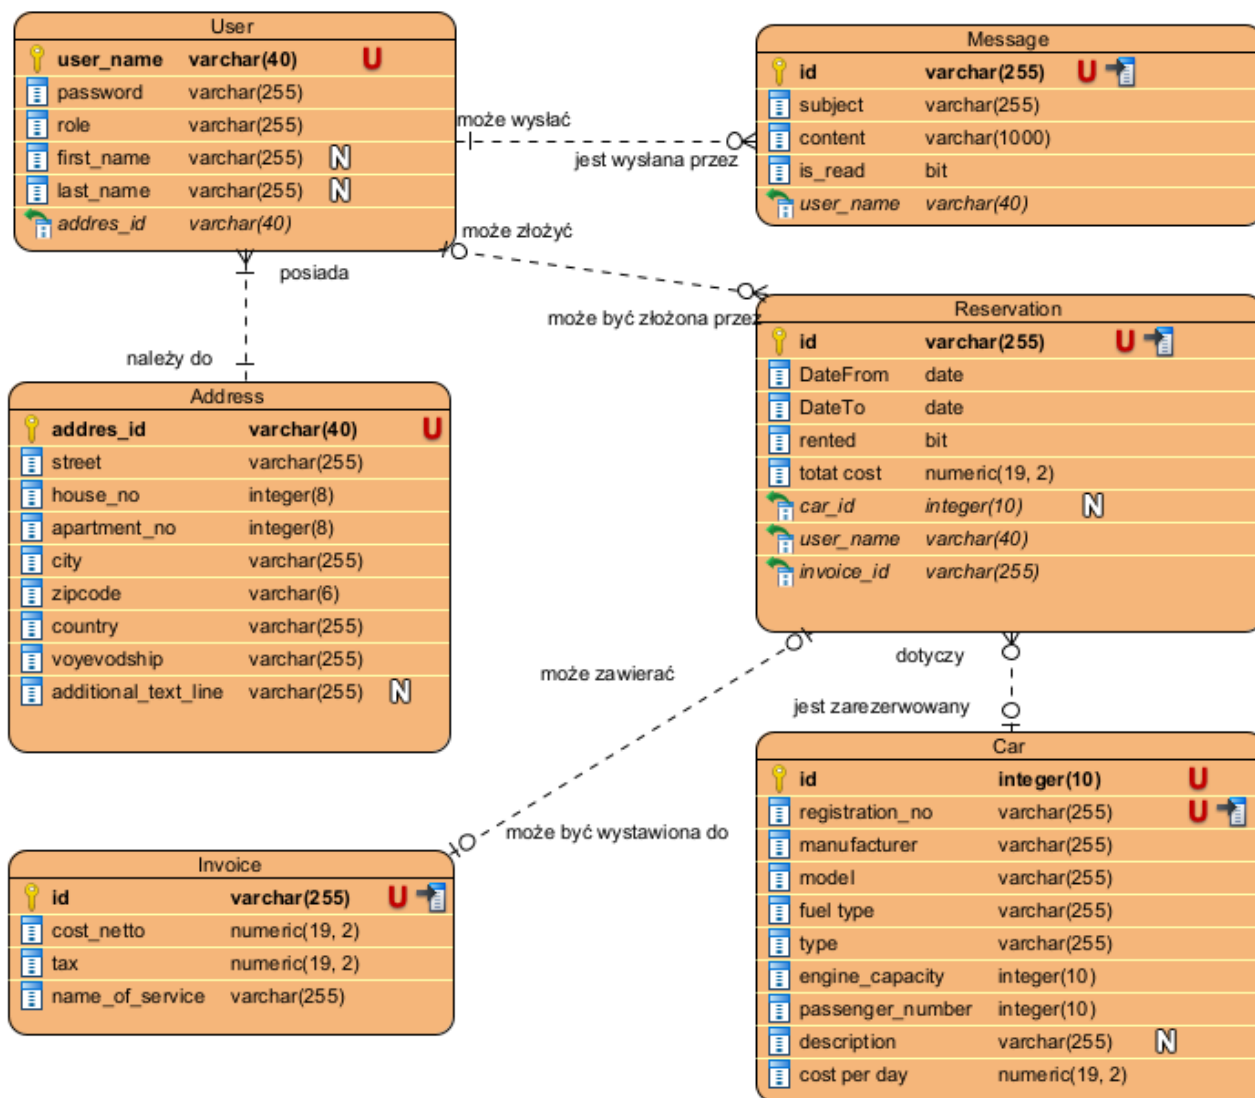 User
user_name varchar(40) U
password varchar(255)
role varchar(255)
first_name varchar(255) N
last_name varchar(255) N
addres_id varchar(40)
Message
id varchar(255) U
subject varchar(255)
content varchar(1000)
is_read bit
user_name varchar(40)
może wysłać
jest wysłana przez
może złożyć
może być złożona przez
posiada
należy do
Address
addres_id varchar(40) U
street varchar(255)
house_no integer(8)
apartment_no integer(8)
city varchar(255)
zipcode varchar(6)
country varchar(255)
voyevodship varchar(255)
additional_text_line varchar(255) N
Reservation
id varchar(255) U
DateFrom date
DateTo date
rented bit
totat cost numeric(19, 2)
car_id integer(10) N
user_name varchar(40)
invoice_id varchar(255)
może zawierać
może być wystawiona do
dotyczy
jest zarezerwowany
Invoice
id varchar(255) U
cost_netto numeric(19, 2)
tax numeric(19, 2)
name_of_service varchar(255)
Car
id integer(10) U
registration_no varchar(255) U
manufacturer varchar(255)
model varchar(255)
fuel type varchar(255)
type varchar(255)
engine_capacity integer(10)
passenger_number integer(10)
description varchar(255) N
cost per day numeric(19, 2)